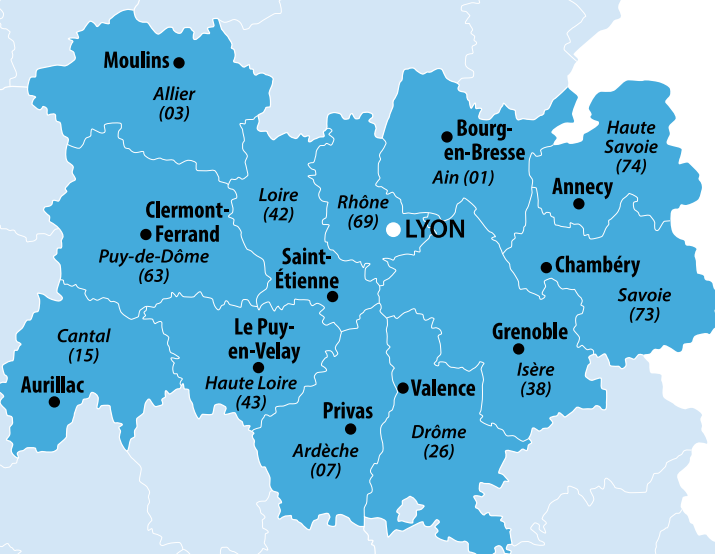 Moulins
Allier
(03)
Bourg-
en-Bresse
Ain (01)
Haute
Savoie
(74)
Annecy
Loire
(42)
Rhône
(69)
LYON
Clermont-
Ferrand
Puy-de-Dôme
(63)
Saint-
Étienne
Chambéry
Savoie
(73)
Cantal
(15)
Aurillac
Le Puy-
en-Velay
Haute Loire
(43)
Grenoble
Isère
(38)
Valence
Drôme
(26)
Privas
Ardèche
(07)